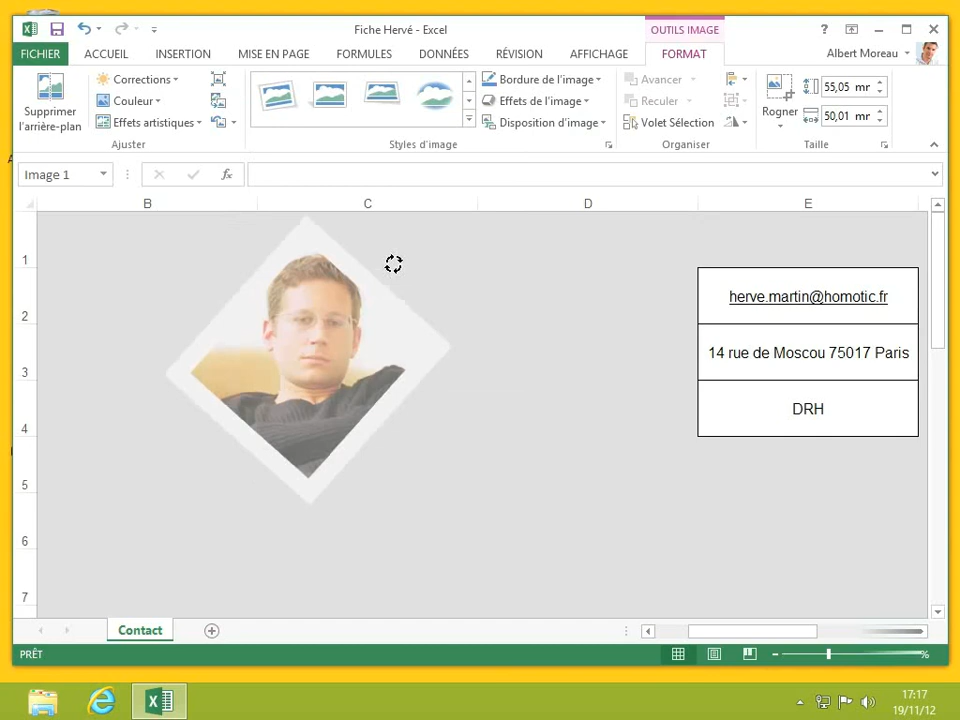 Fiche Hervé - Excel
OUTILS IMAGE
?
FICHIER ACCUEIL INSERTION MISE EN PAGE FORMULES DONNÉES RÉVISION AFFICHAGE FORMAT Albert Moreau
Supprimer l'arrière-plan
Corrections
Couleur
Effets artistiques
Ajuster
Styles d'image
Bordure de l'image
Effets de l'image
Disposition d'image
Avancer
Reculer
Volet Sélection
Organiser
Rogner
55,05 mr
50,01 mr
Taille
Image 1
fx
B C D E
1
2
3
4
5
6
7
herve.martin@homotic.fr
14 rue de Moscou 75017 Paris
DRH
Contact
PRÊT
%
17:17
19/11/12